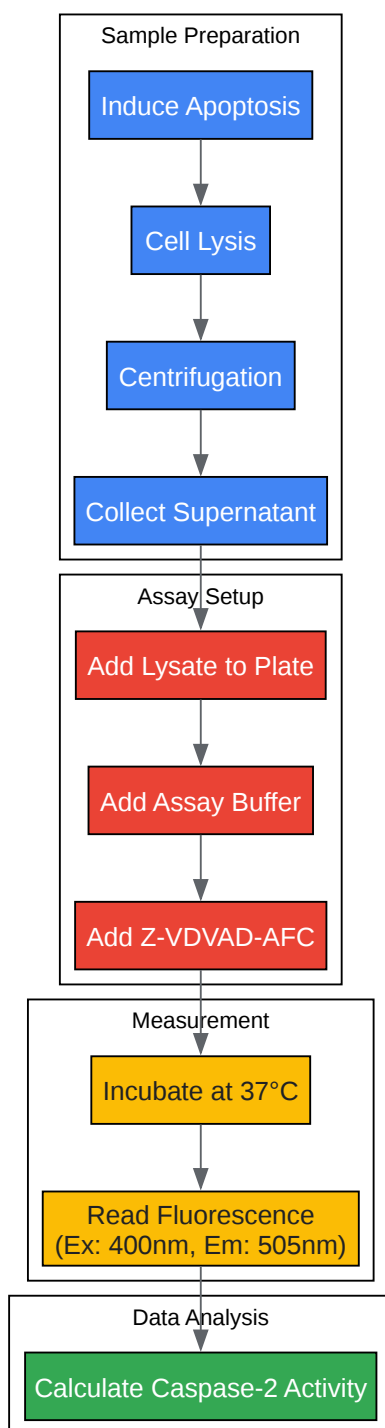 Sample Preparation
Induce Apoptosis
Cell Lysis
Centrifugation
Collect Supernatant
Assay Setup
Add Lysate to Plate
Add Assay Buffer
Add Z-VDVAD-AFC
Measurement
Incubate at 37°C
Read Fluorescence
(Ex: 400nm, Em: 505nm)
Data Analysis
Calculate Caspase-2 Activity